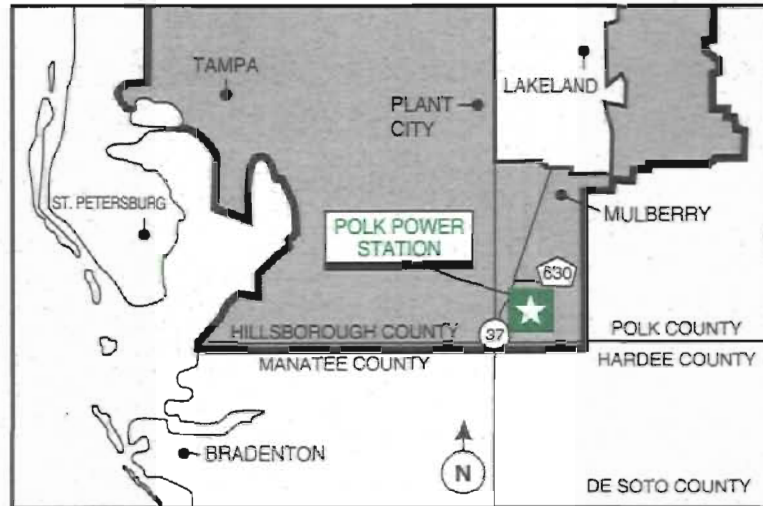 TAMPA
LAKELAND
PLANT
CITY
ST. PETERSBURG
MULBERRY
POLK POWER
STATION
630
37
HILLSBOROUGH COUNTY
POLK COUNTY
MANATEE COUNTY
HARDEE COUNTY
BRADENTON
N
DE SOTO COUNTY